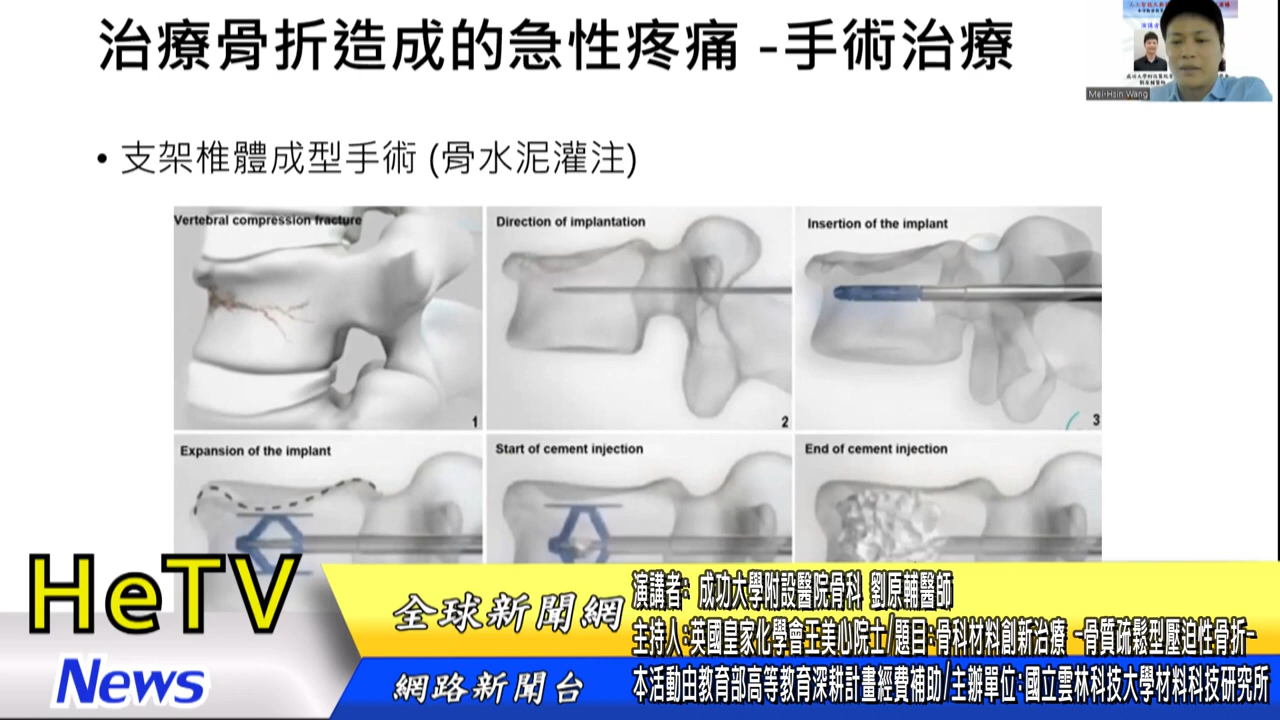 治療骨折造成的急性疼痛 -手術治療
Mei-Hsin Wang
• 支架椎體成型手術 (骨水泥灌注)
Vertebral compression fracture
1
Direction of implantation
2
Insertion of the implant
3
Expansion of the implant
Start of cement injection
End of cement injection
HeTV
News
全球新聞網
網路新聞台
演講者: 成功大學附設醫院骨科 劉原輔醫師
主持人:英國皇家化學會王美心院士/題目:骨科材料創新治療 -骨質疏鬆型壓迫性骨折-
本活動由教育部高等教育深耕計畫經費補助/主辦單位:國立雲林科技大學材料科技研究所